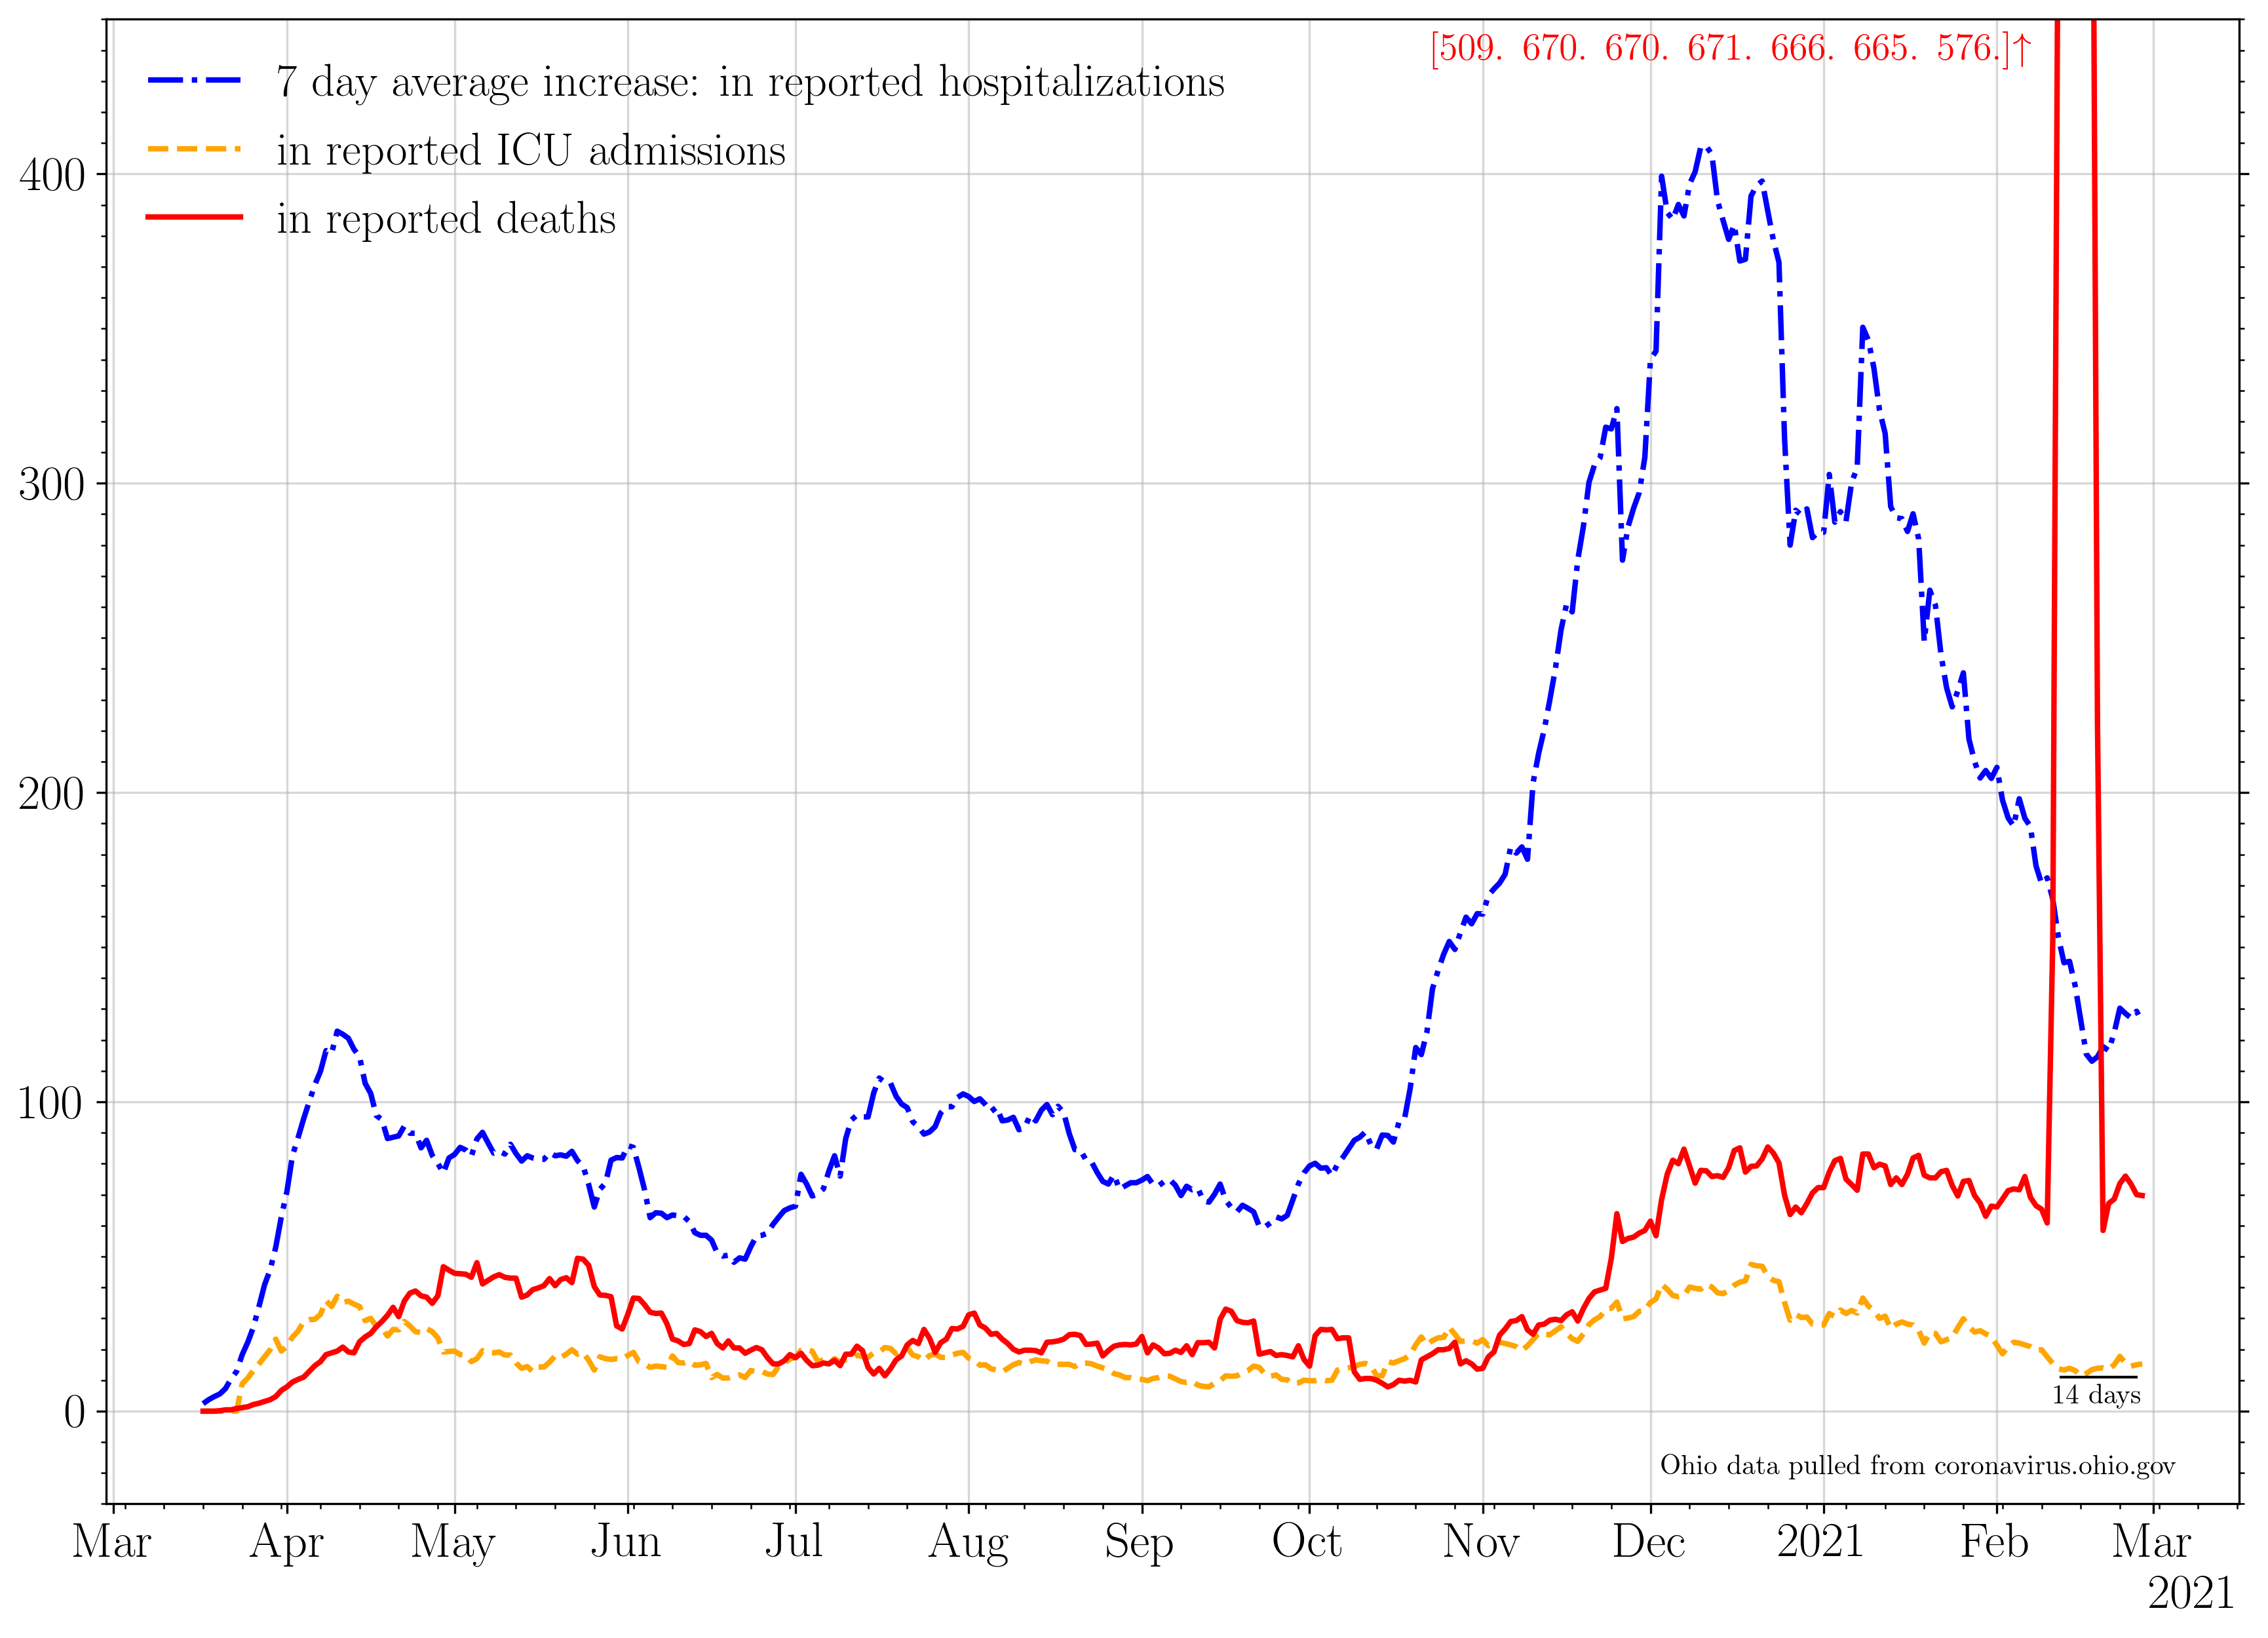 [509. 670. 670. 671. 666. 665. 576.]↑
7 day average increase: in reported hospitalizations
in reported ICU admissions
in reported deaths
400
300
200
100
0
14 days
Ohio data pulled from coronavirus.ohio.gov
Mar Apr May Jun Jul Aug Sep Oct Nov Dec 2021 Feb Mar
2021